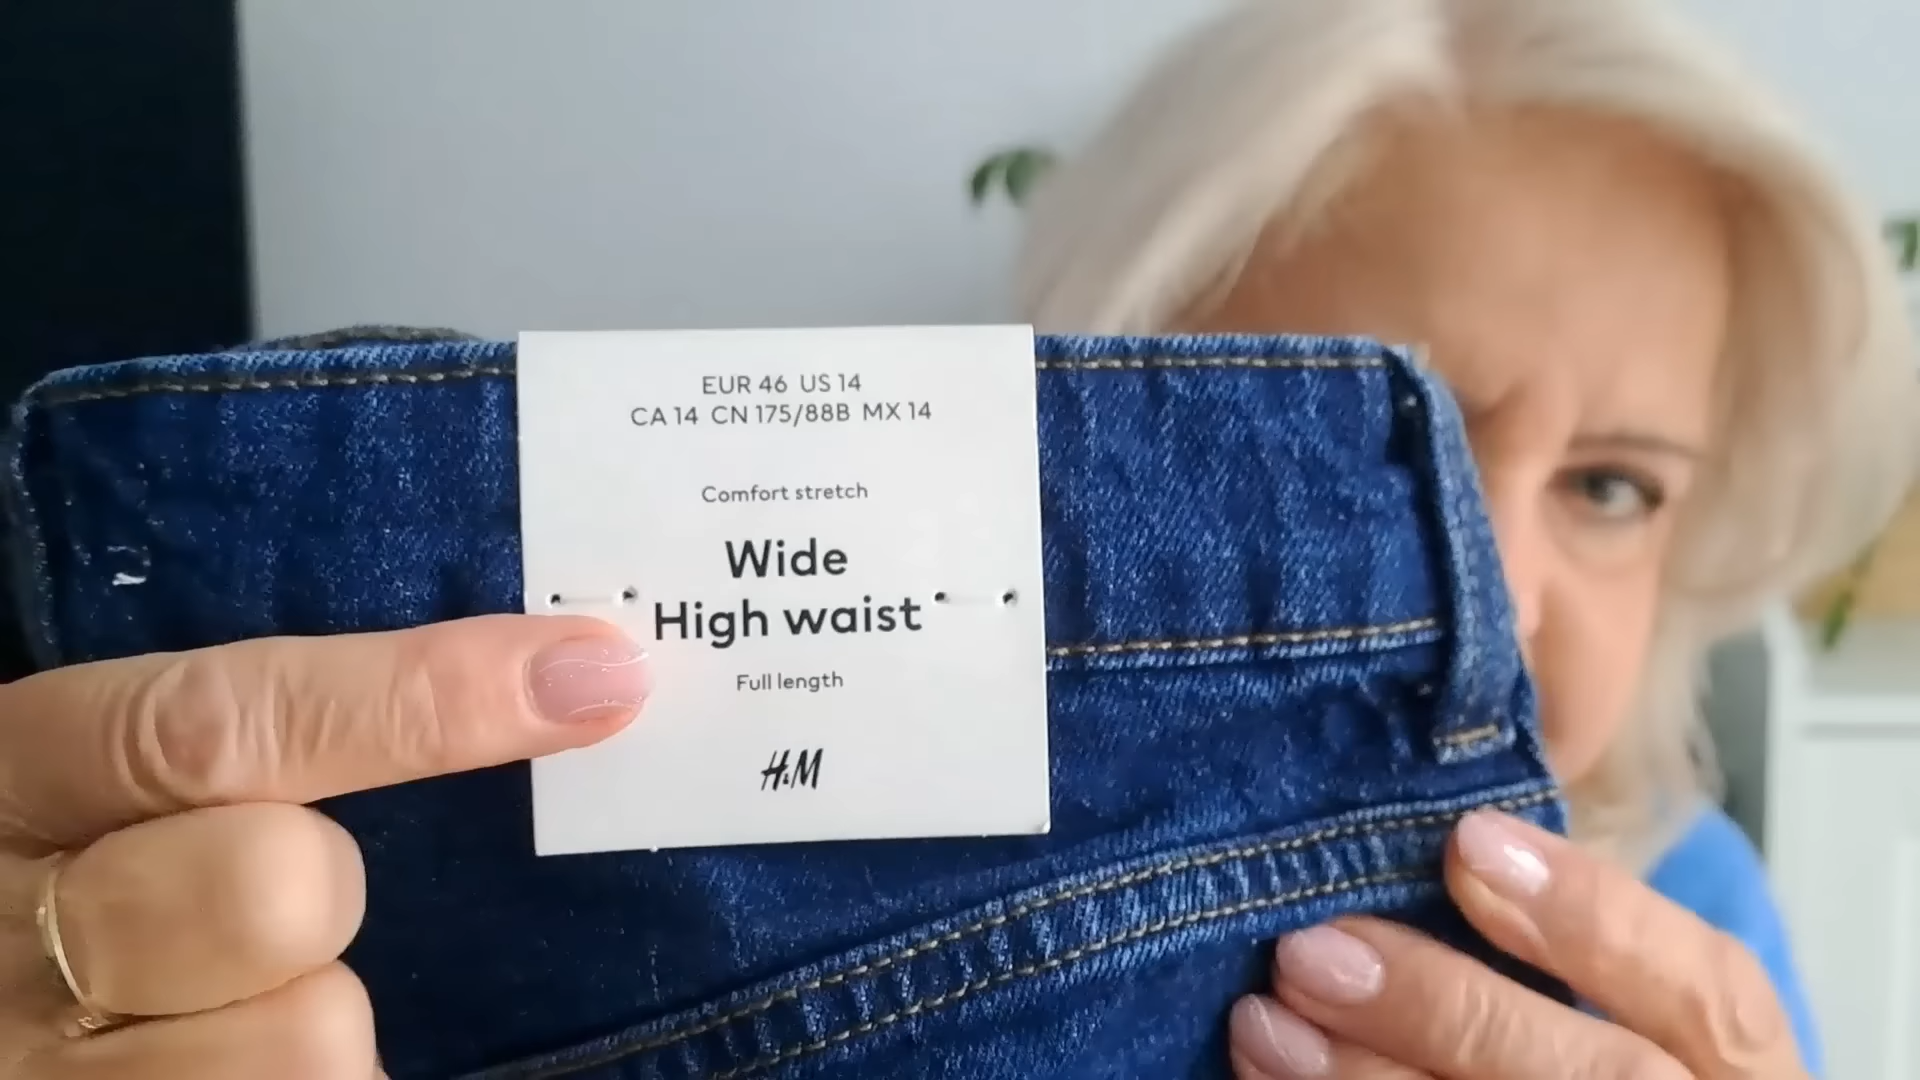 EUR 46 US 14
CA 14 CN 175/88B MX 14
Comfort stretch
Wide
High waist
Full length
H&M